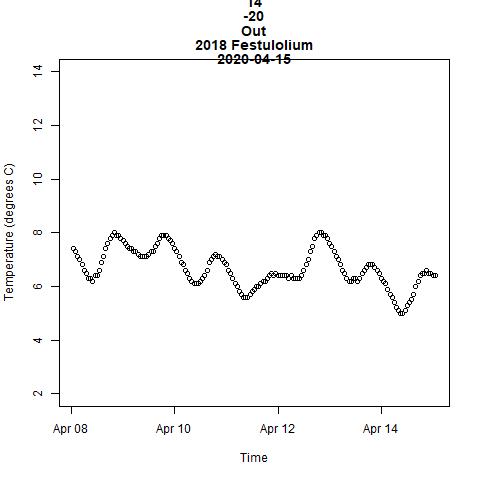 14
-20
Out
2018 Festulolium
2020-04-15
Temperature (degrees C)
14
12
10
8
6
4
2
Apr 08
Apr 10
Apr 12
Apr 14
Time